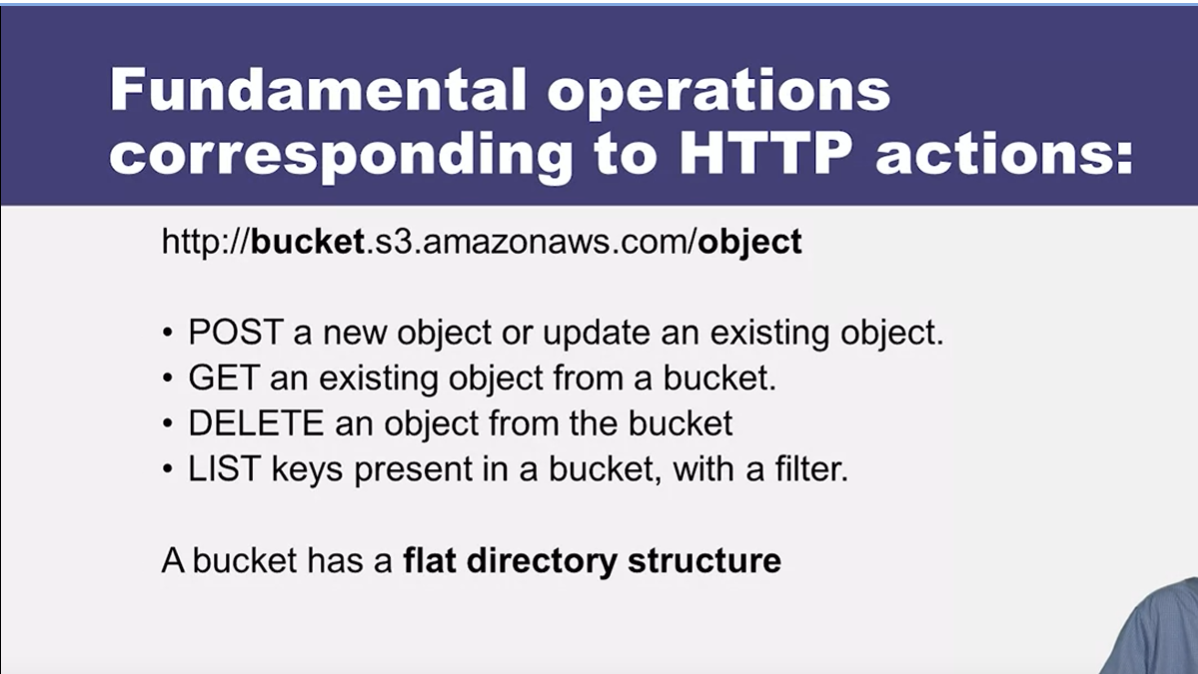 Fundamental operations
corresponding to HTTP actions:
http://bucket.s3.amazonaws.com/object
• POST a new object or update an existing object.
• GET an existing object from a bucket.
• DELETE an object from the bucket
• LIST keys present in a bucket, with a filter.
A bucket has a flat directory structure